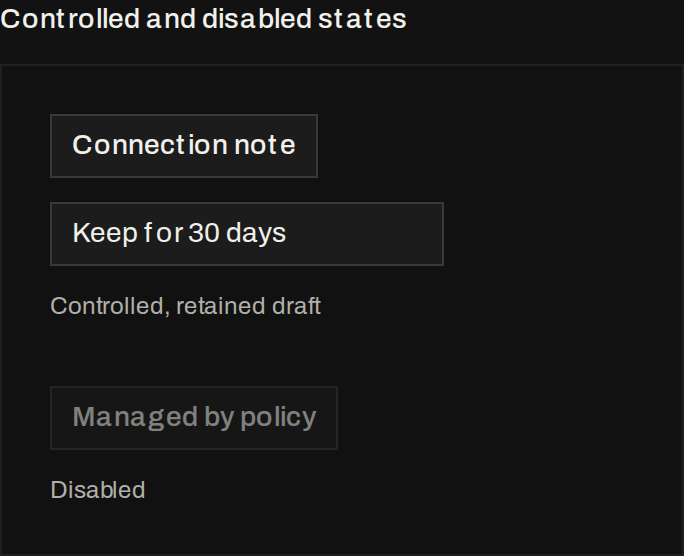 Controlled and disabled states
Connection note
Keep for 30 days
Controlled, retained draft
Managed by policy
Disabled